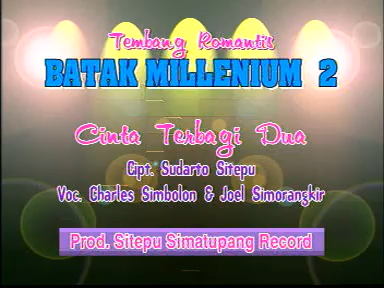 Tembang Romantis
BATAK MILLENIUM 2
Cinta Terbagi Dua
Cipt. Sudarto Sitepu
Voc. Charles Simbolon & Joel Simorangkir
Prod. Sitepu Simatupang Record